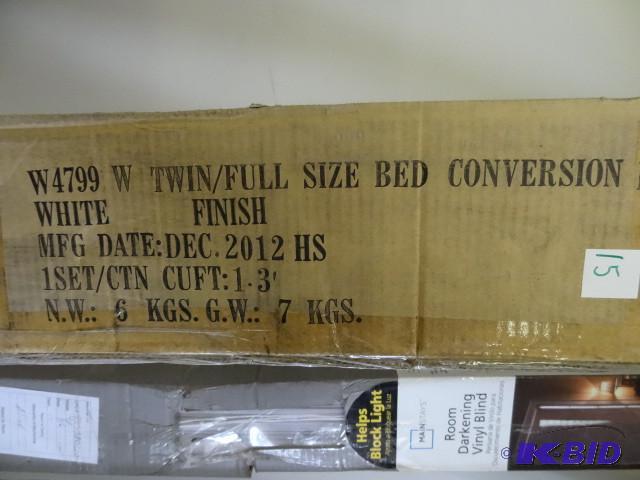 W4799 W TWIN/FULL SIZE BED CONVERSION
WHITE FINISH
MFG DATE:DEC. 2012 HS
1SET/CTN CUFT:1.3'
N.W.: 6 KGS. G.W.: 7 KGS.
15
Helps
Block Light
MAINSTAYS
Room
Darkening
Vinyl Blind
K-BID